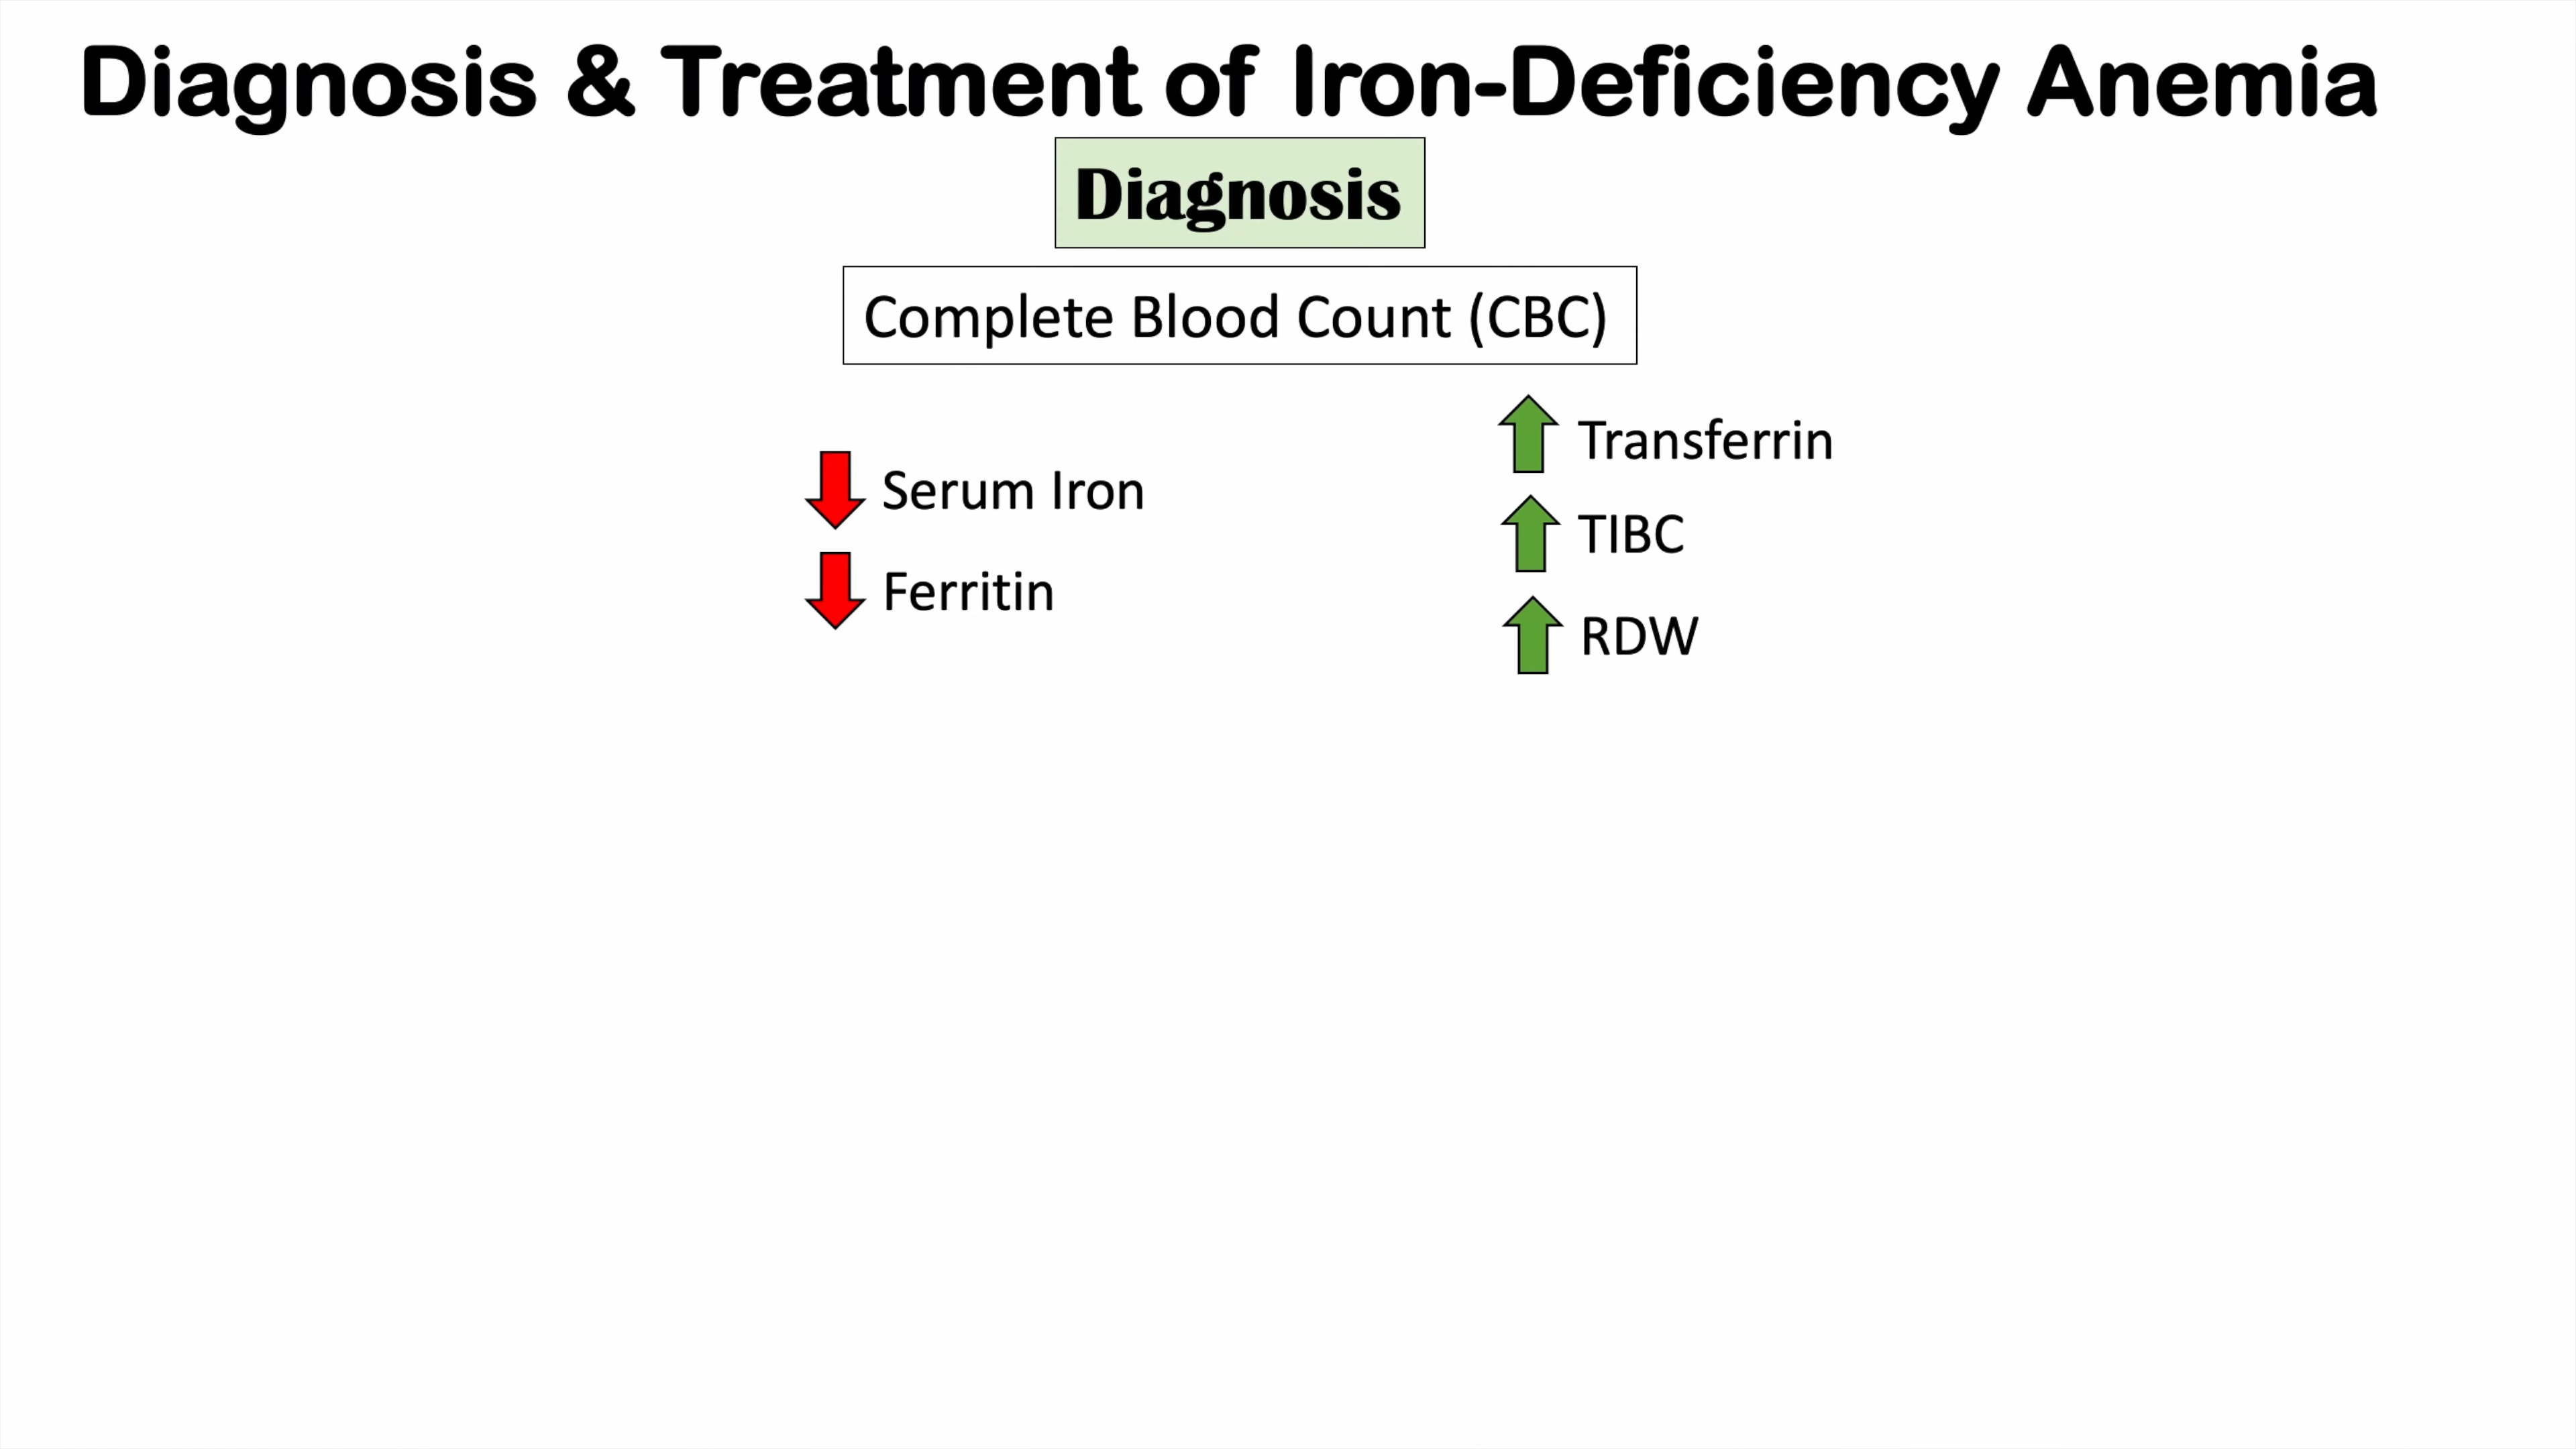 Diagnosis & Treatment of Iron-Deficiency Anemia
Diagnosis
Complete Blood Count (CBC)
Serum Iron
Ferritin
Transferrin
TIBC
RDW